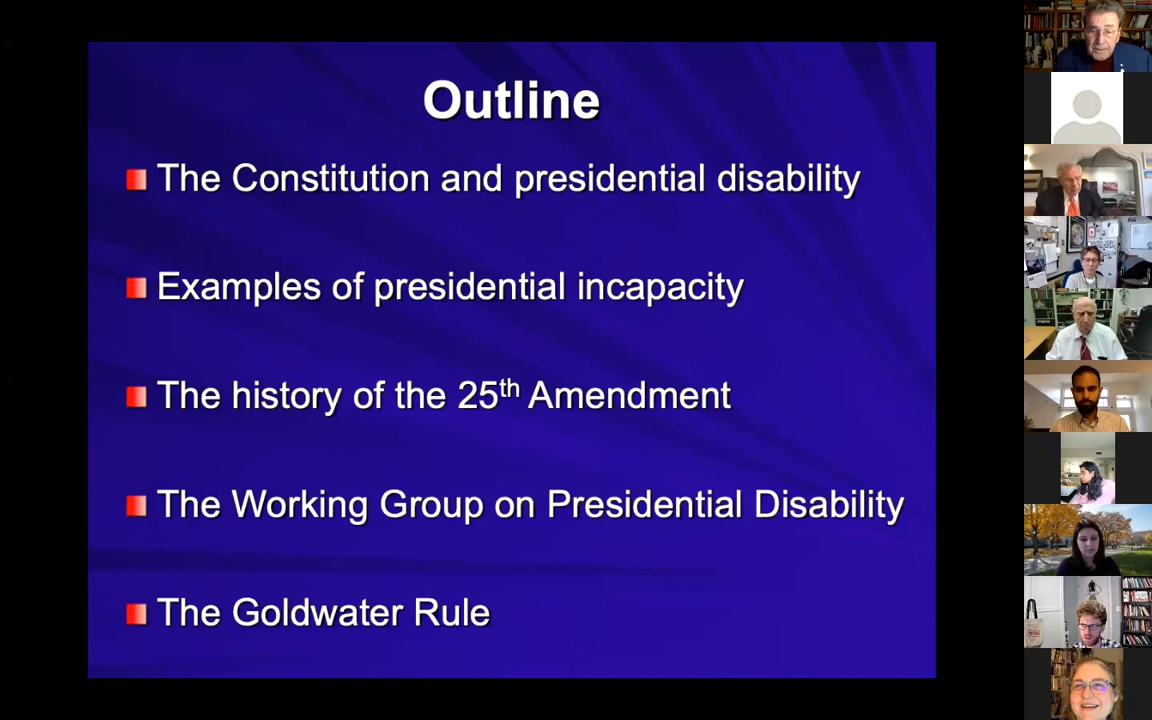 Outline
The Constitution and presidential disability
Examples of presidential incapacity
The history of the 25th Amendment
The Working Group on Presidential Disability
The Goldwater Rule